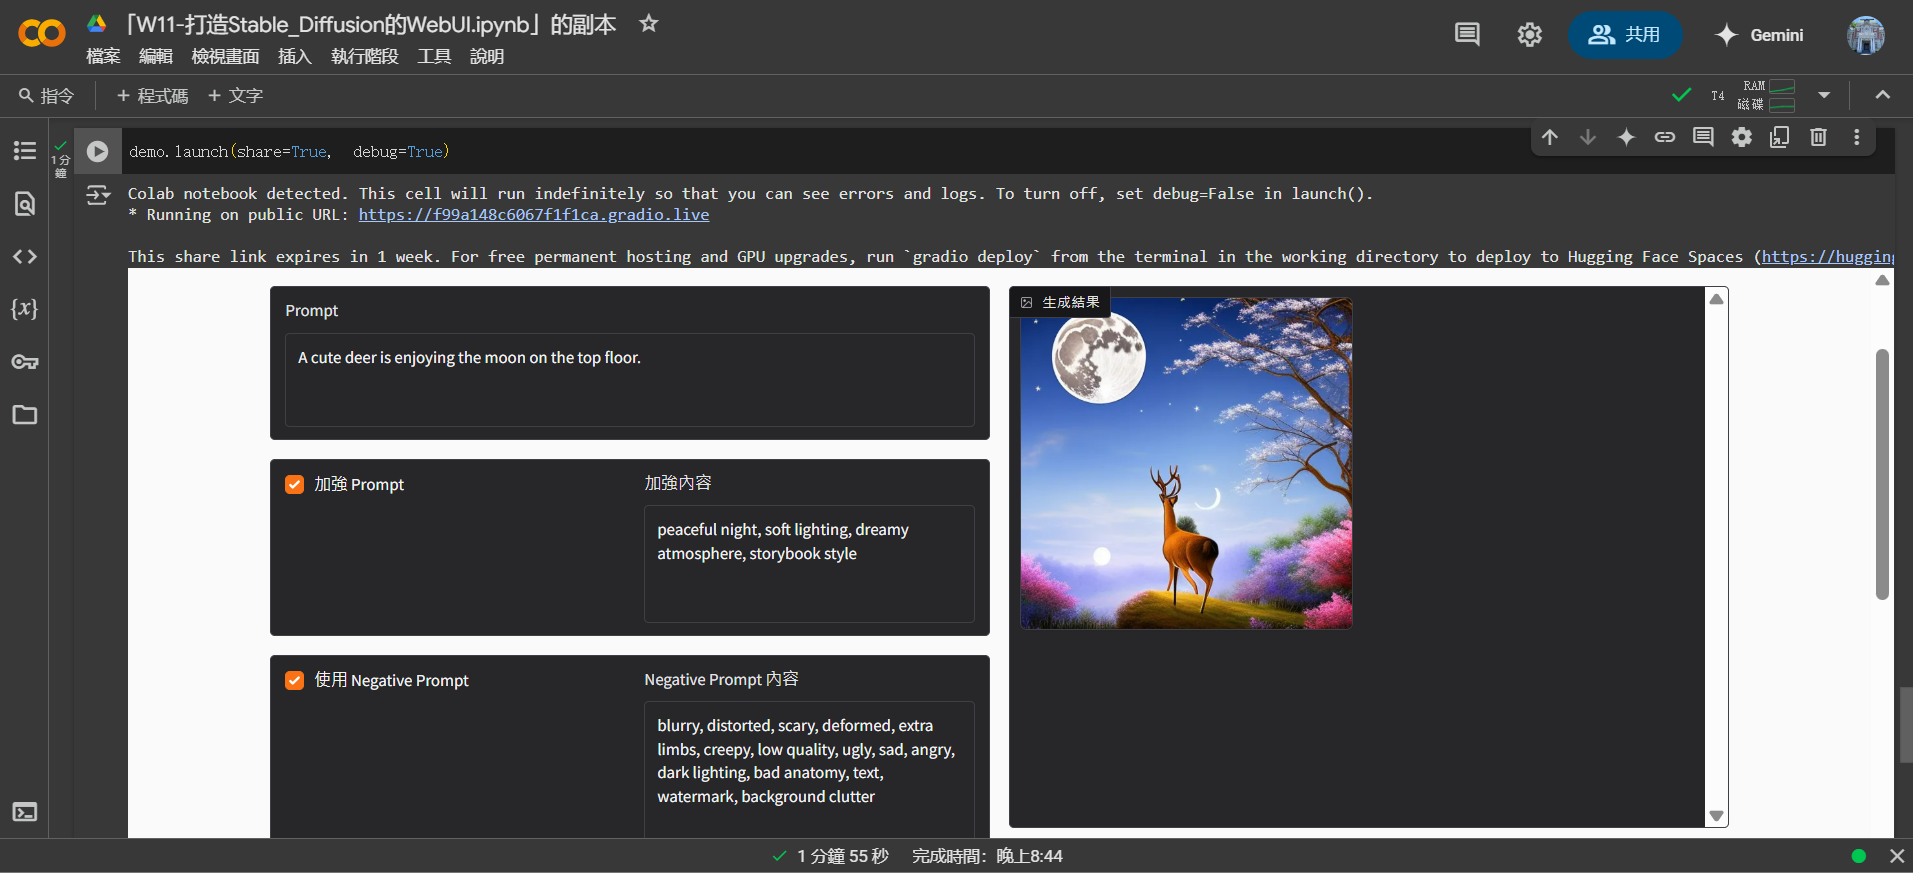 「W11-打造Stable_Diffusion的WebUI.ipynb」的副本
檔案 編輯 檢視畫面 插入 執行階段 工具 說明
共用
Gemini
指令
+ 程式碼 + 文字
T4
RAM
磁碟
1 分鐘
demo.launch(share=True, debug=True)
Colab notebook detected. This cell will run indefinitely so that you can see errors and logs. To turn off, set debug=False in launch().
* Running on public URL: https://f99a148c6067f1f1ca.gradio.live
This share link expires in 1 week. For free permanent hosting and GPU upgrades, run `gradio deploy` from the terminal in the working directory to deploy to Hugging Face Spaces (https://hugging
Prompt
A cute deer is enjoying the moon on the top floor.
加強 Prompt
加強內容
peaceful night, soft lighting, dreamy
atmosphere, storybook style
使用 Negative Prompt
Negative Prompt 內容
blurry, distorted, scary, deformed, extra
limbs, creepy, low quality, ugly, sad, angry,
dark lighting, bad anatomy, text,
watermark, background clutter
生成結果
1 分鐘 55 秒 完成時間：晚上8:44